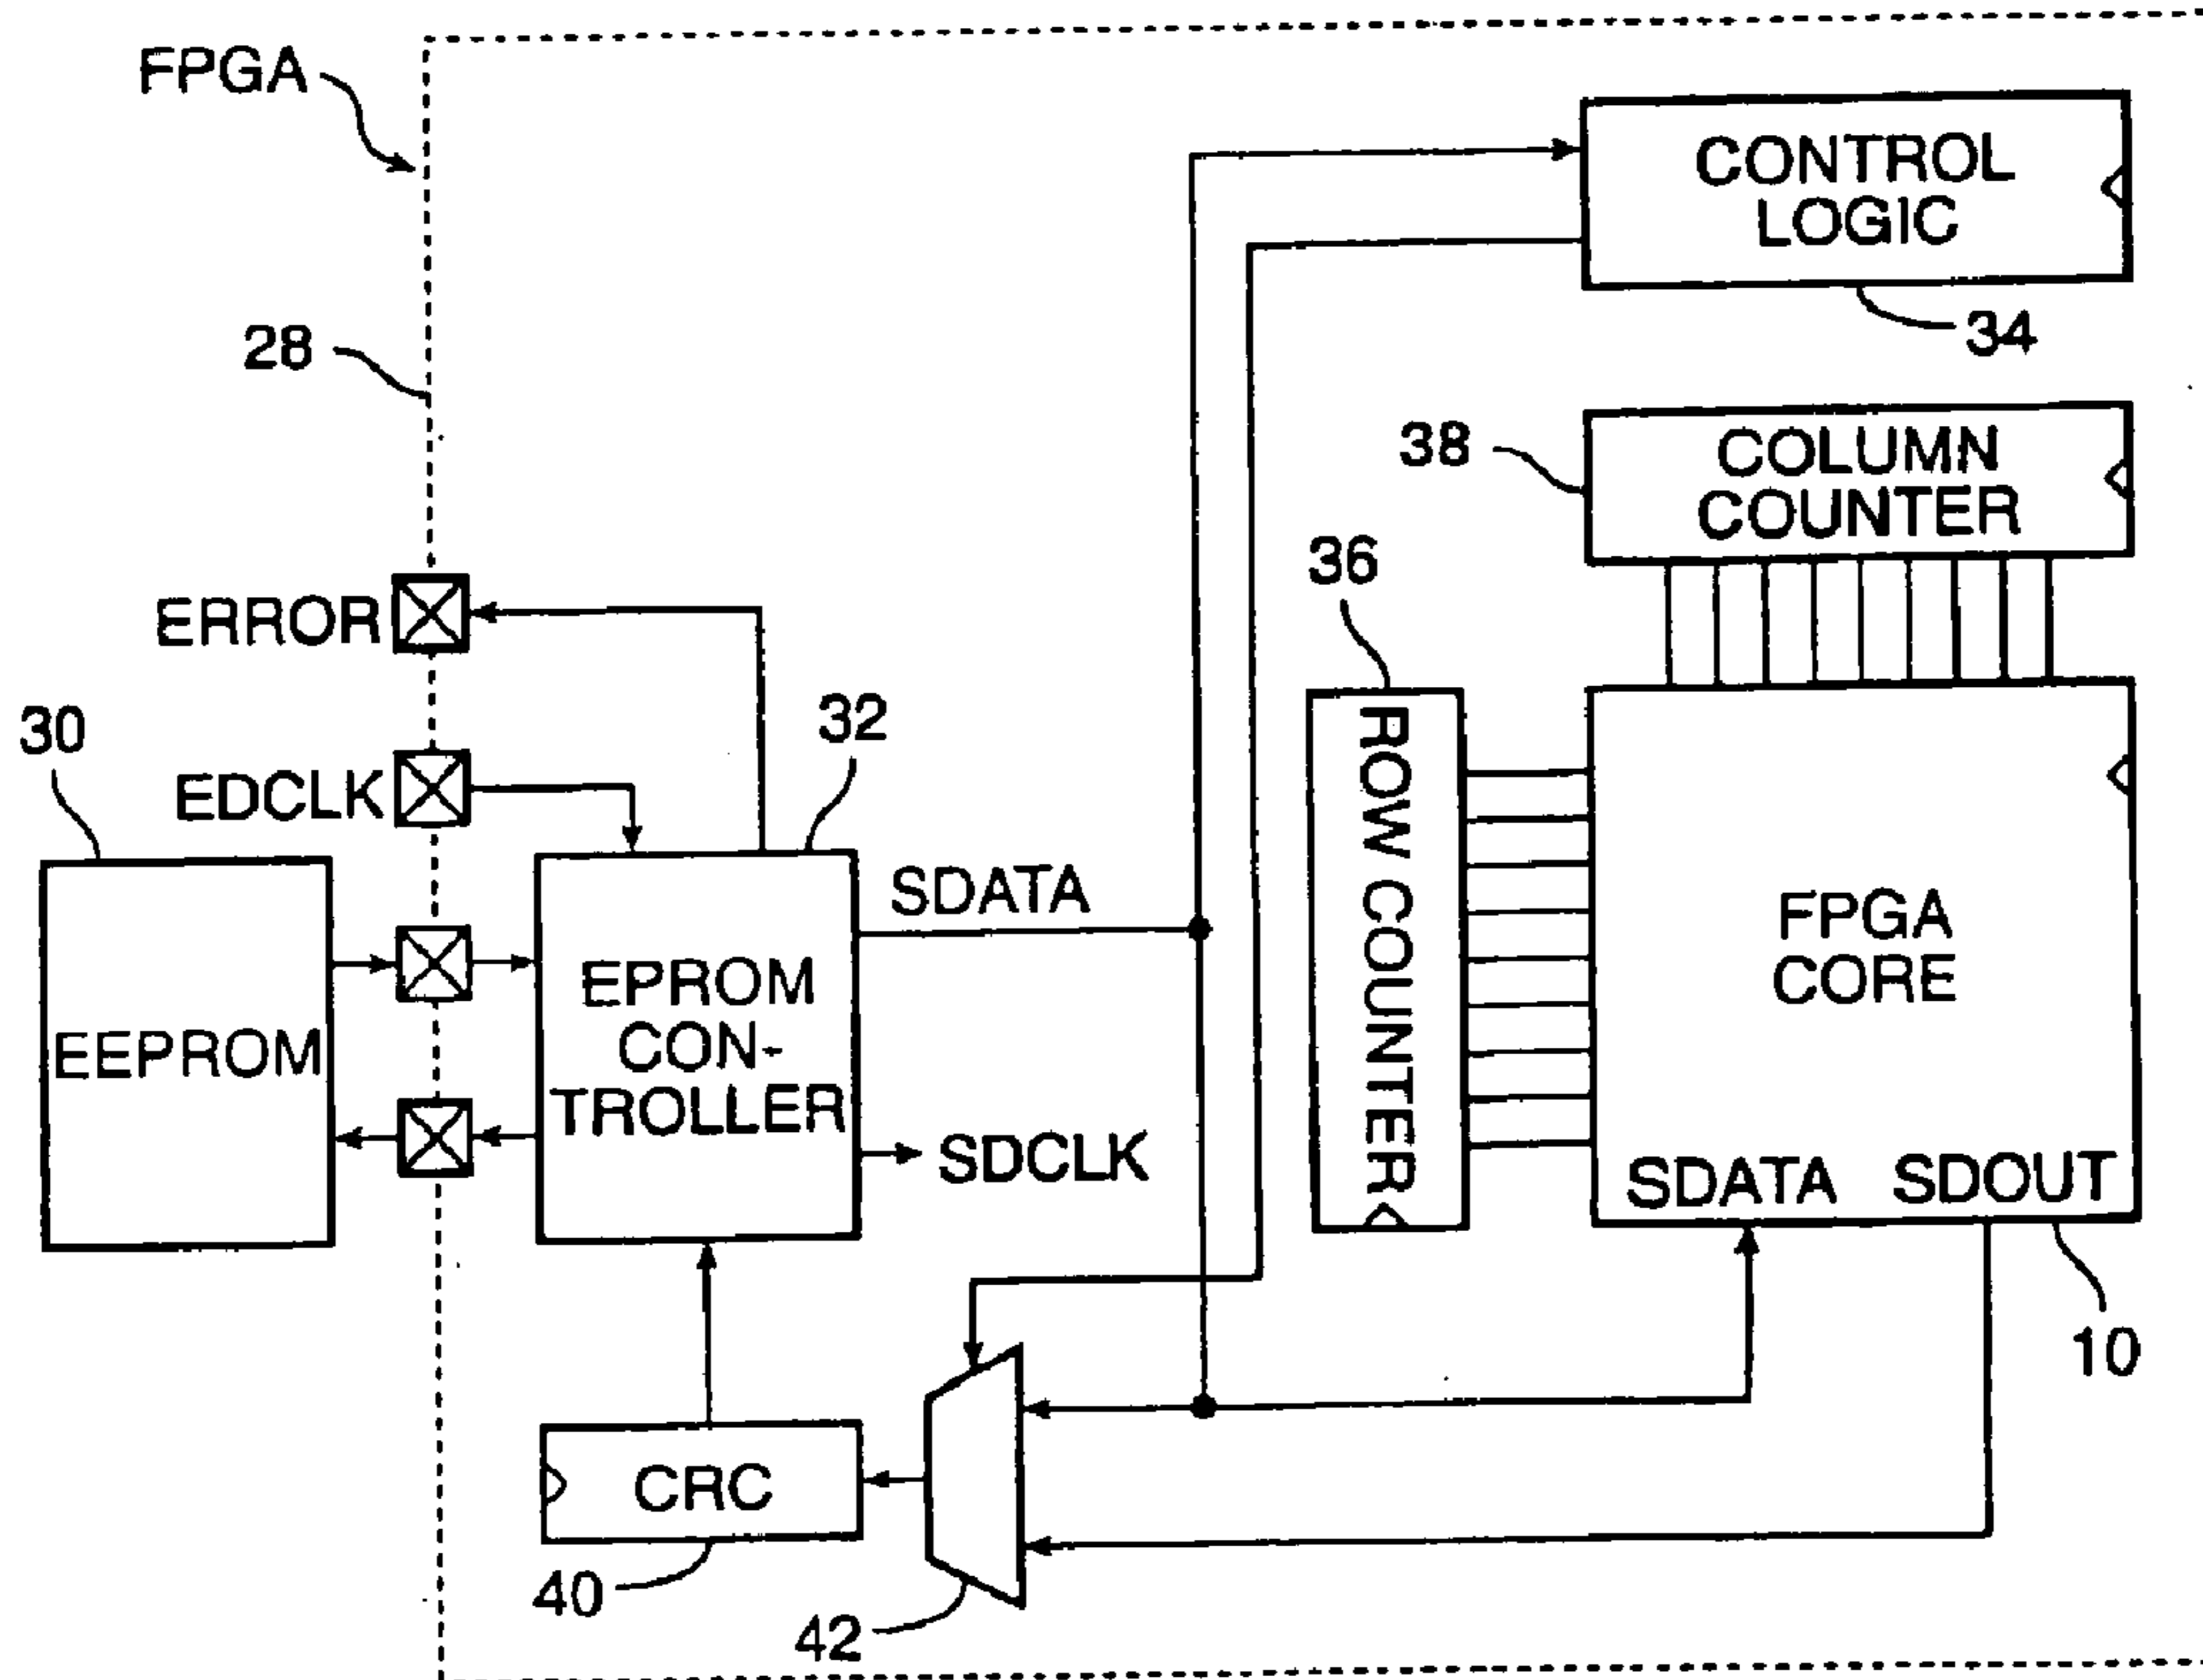 FPGA
CONTROL
LOGIC
34
28
38
COLUMN
COUNTER
36
ERROR
30
32
EDCLK
ROW COUNTER
SDATA
FPGA
CORE
EPROM
CON-
TROLLER
EEPROM
SDCLK
SDATA SDOUT
10
CRC
40
42